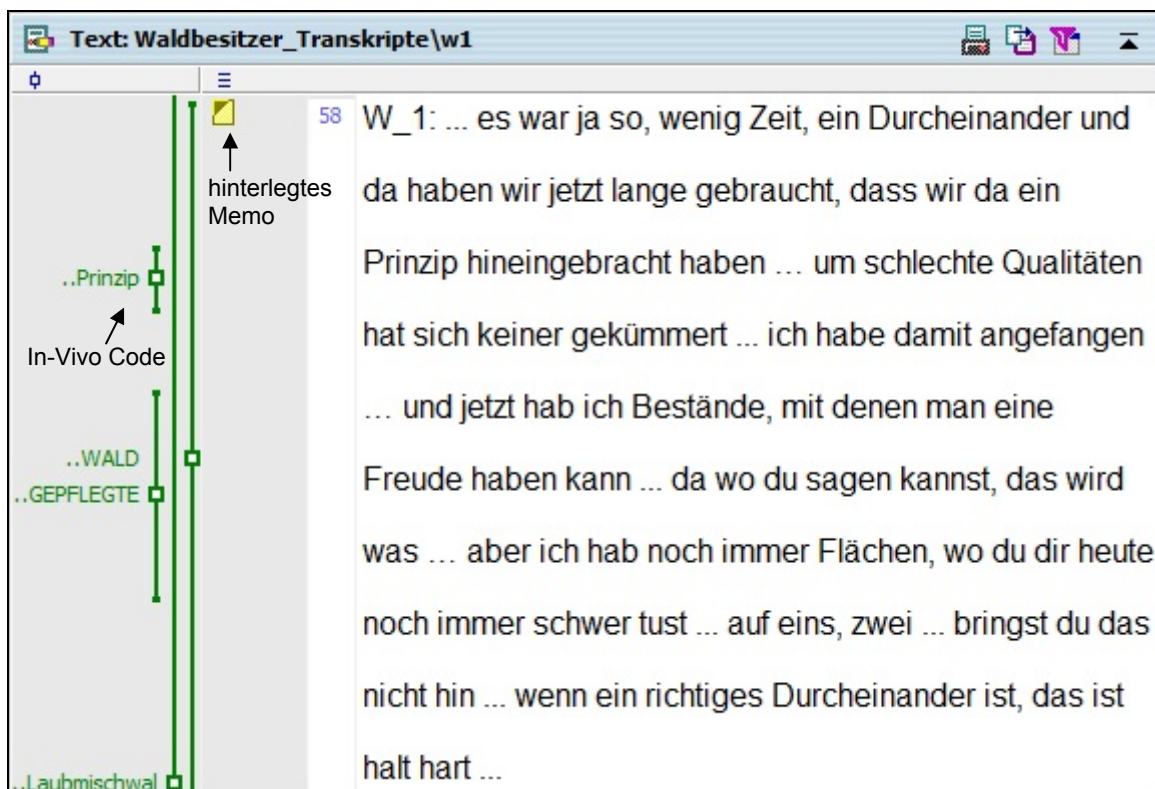 Text: Waldbesitzer_Transkripte\w1
58 W_1: ... es war ja so, wenig Zeit, ein Durcheinander und
hinterlegtes
Memo
da haben wir jetzt lange gebraucht, dass wir da ein
..Prinzip
Prinzip hineingebracht haben ... um schlechte Qualitäten
In-Vivo Code
hat sich keiner gekümmert ... ich habe damit angefangen
... und jetzt hab ich Bestände, mit denen man eine
..WALD
Freude haben kann ... da wo du sagen kannst, das wird
..GEPFLEGTE
was ... aber ich hab noch immer Flächen, wo du dir heute
noch immer schwer tust ... auf eins, zwei ... bringst du das
nicht hin ... wenn ein richtiges Durcheinander ist, das ist
halt hart ...
..Laubmischwal